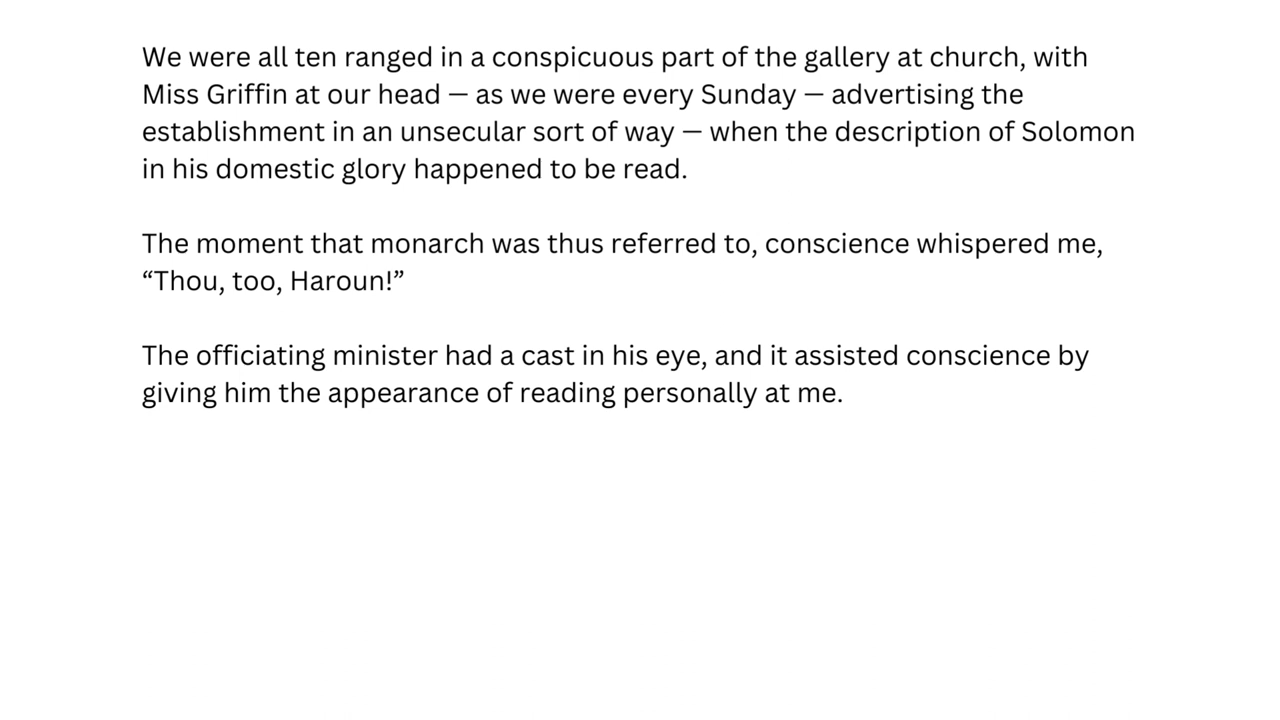 We were all ten ranged in a conspicuous part of the gallery at church, with
Miss Griffin at our head — as we were every Sunday — advertising the
establishment in an unsecular sort of way — when the description of Solomon
in his domestic glory happened to be read.
The moment that monarch was thus referred to, conscience whispered me,
“Thou, too, Haroun!”
The officiating minister had a cast in his eye, and it assisted conscience by
giving him the appearance of reading personally at me.